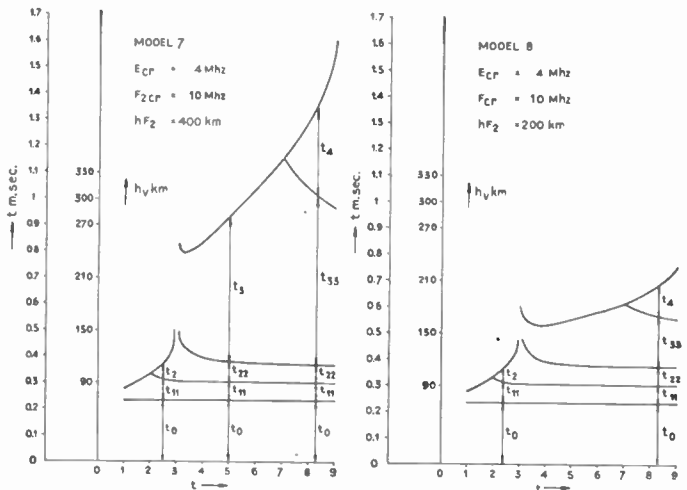 MODEL 7
Ecr = 4 Mhz
F2cr = 10 Mhz
hF2 = 400 km
t m.sec.
1.7
1.6
1.5
1.4
1.3
1.2
1.1
1
0.9
0.8
0.7
0.6
0.5
0.4
0.3
0.2
0.1
0
hv km
350
300
270
210
150
90
0 1 2 3 4 5 6 7 8 9
t
t4
t3
t33
t2 t22 t22
t11 t11 t11
t0 t0 t0
MODEL 8
Ecr = 4 Mhz
Fcr = 10 Mhz
hF2 = 200 km
t m.sec.
1.7
1.6
1.5
1.4
1.3
1.2
1.1
1
0.9
0.8
0.7
0.6
0.5
0.4
0.3
0.2
0.1
0
hv km
350
300
270
210
150
90
0 1 2 3 4 5 6 7 8 9
t
t4
t33
t2 t22
t11 t11
t0 t0